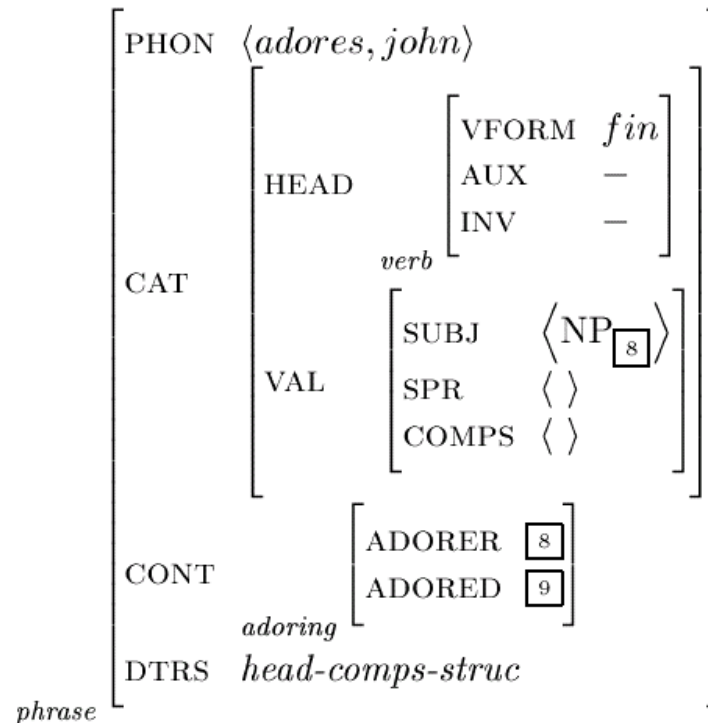 PHON ⟨adores, john⟩
VFORM fin
HEAD AUX −
INV −
verb
CAT
SUBJ ⟨NP 8⟩
VAL SPR ⟨ ⟩
COMPS ⟨ ⟩
ADORER 8
CONT ADORED 9
adoring
DTRS head-comps-struc
phrase